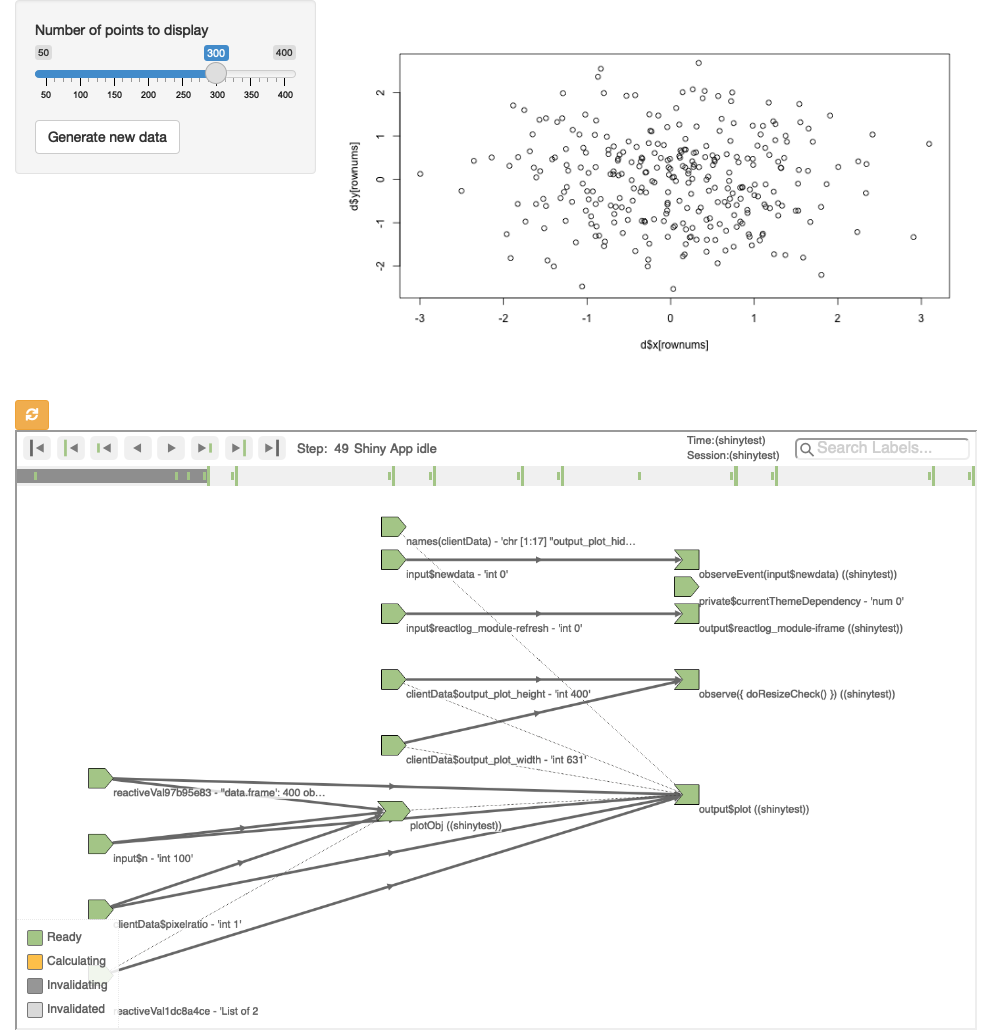 Number of points to display
50 300 400
50 100 150 200 250 300 350 400
Generate new data
d$y[rownums]
2
1
0
-1
-2
-3 -2 -1 0 1 2 3
d$x[rownums]
Step: 49 Shiny App idle
Time:(shinytest)
Session:(shinytest)
Search Labels...
names(clientData) - 'chr [1:17] "output_plot_hid...
input$newdata - 'int 0'
observeEvent(input$newdata) ((shinytest))
private$currentThemeDependency - 'num 0'
input$reactlog_module-refresh - 'int 0'
output$reactlog_module-iframe ((shinytest))
clientData$output_plot_height - 'int 400'
observe({ doResizeCheck() }) ((shinytest))
clientData$output_plot_width - 'int 631'
reactiveVal97b95e83 - "'data.frame': 400 ob...
output$plot ((shinytest))
plotObj ((shinytest))
input$n - 'int 100'
clientData$pixelratio - 'int 1'
Ready
Calculating
Invalidating
Invalidated
eactiveVal1dc8a4ce - 'List of 2